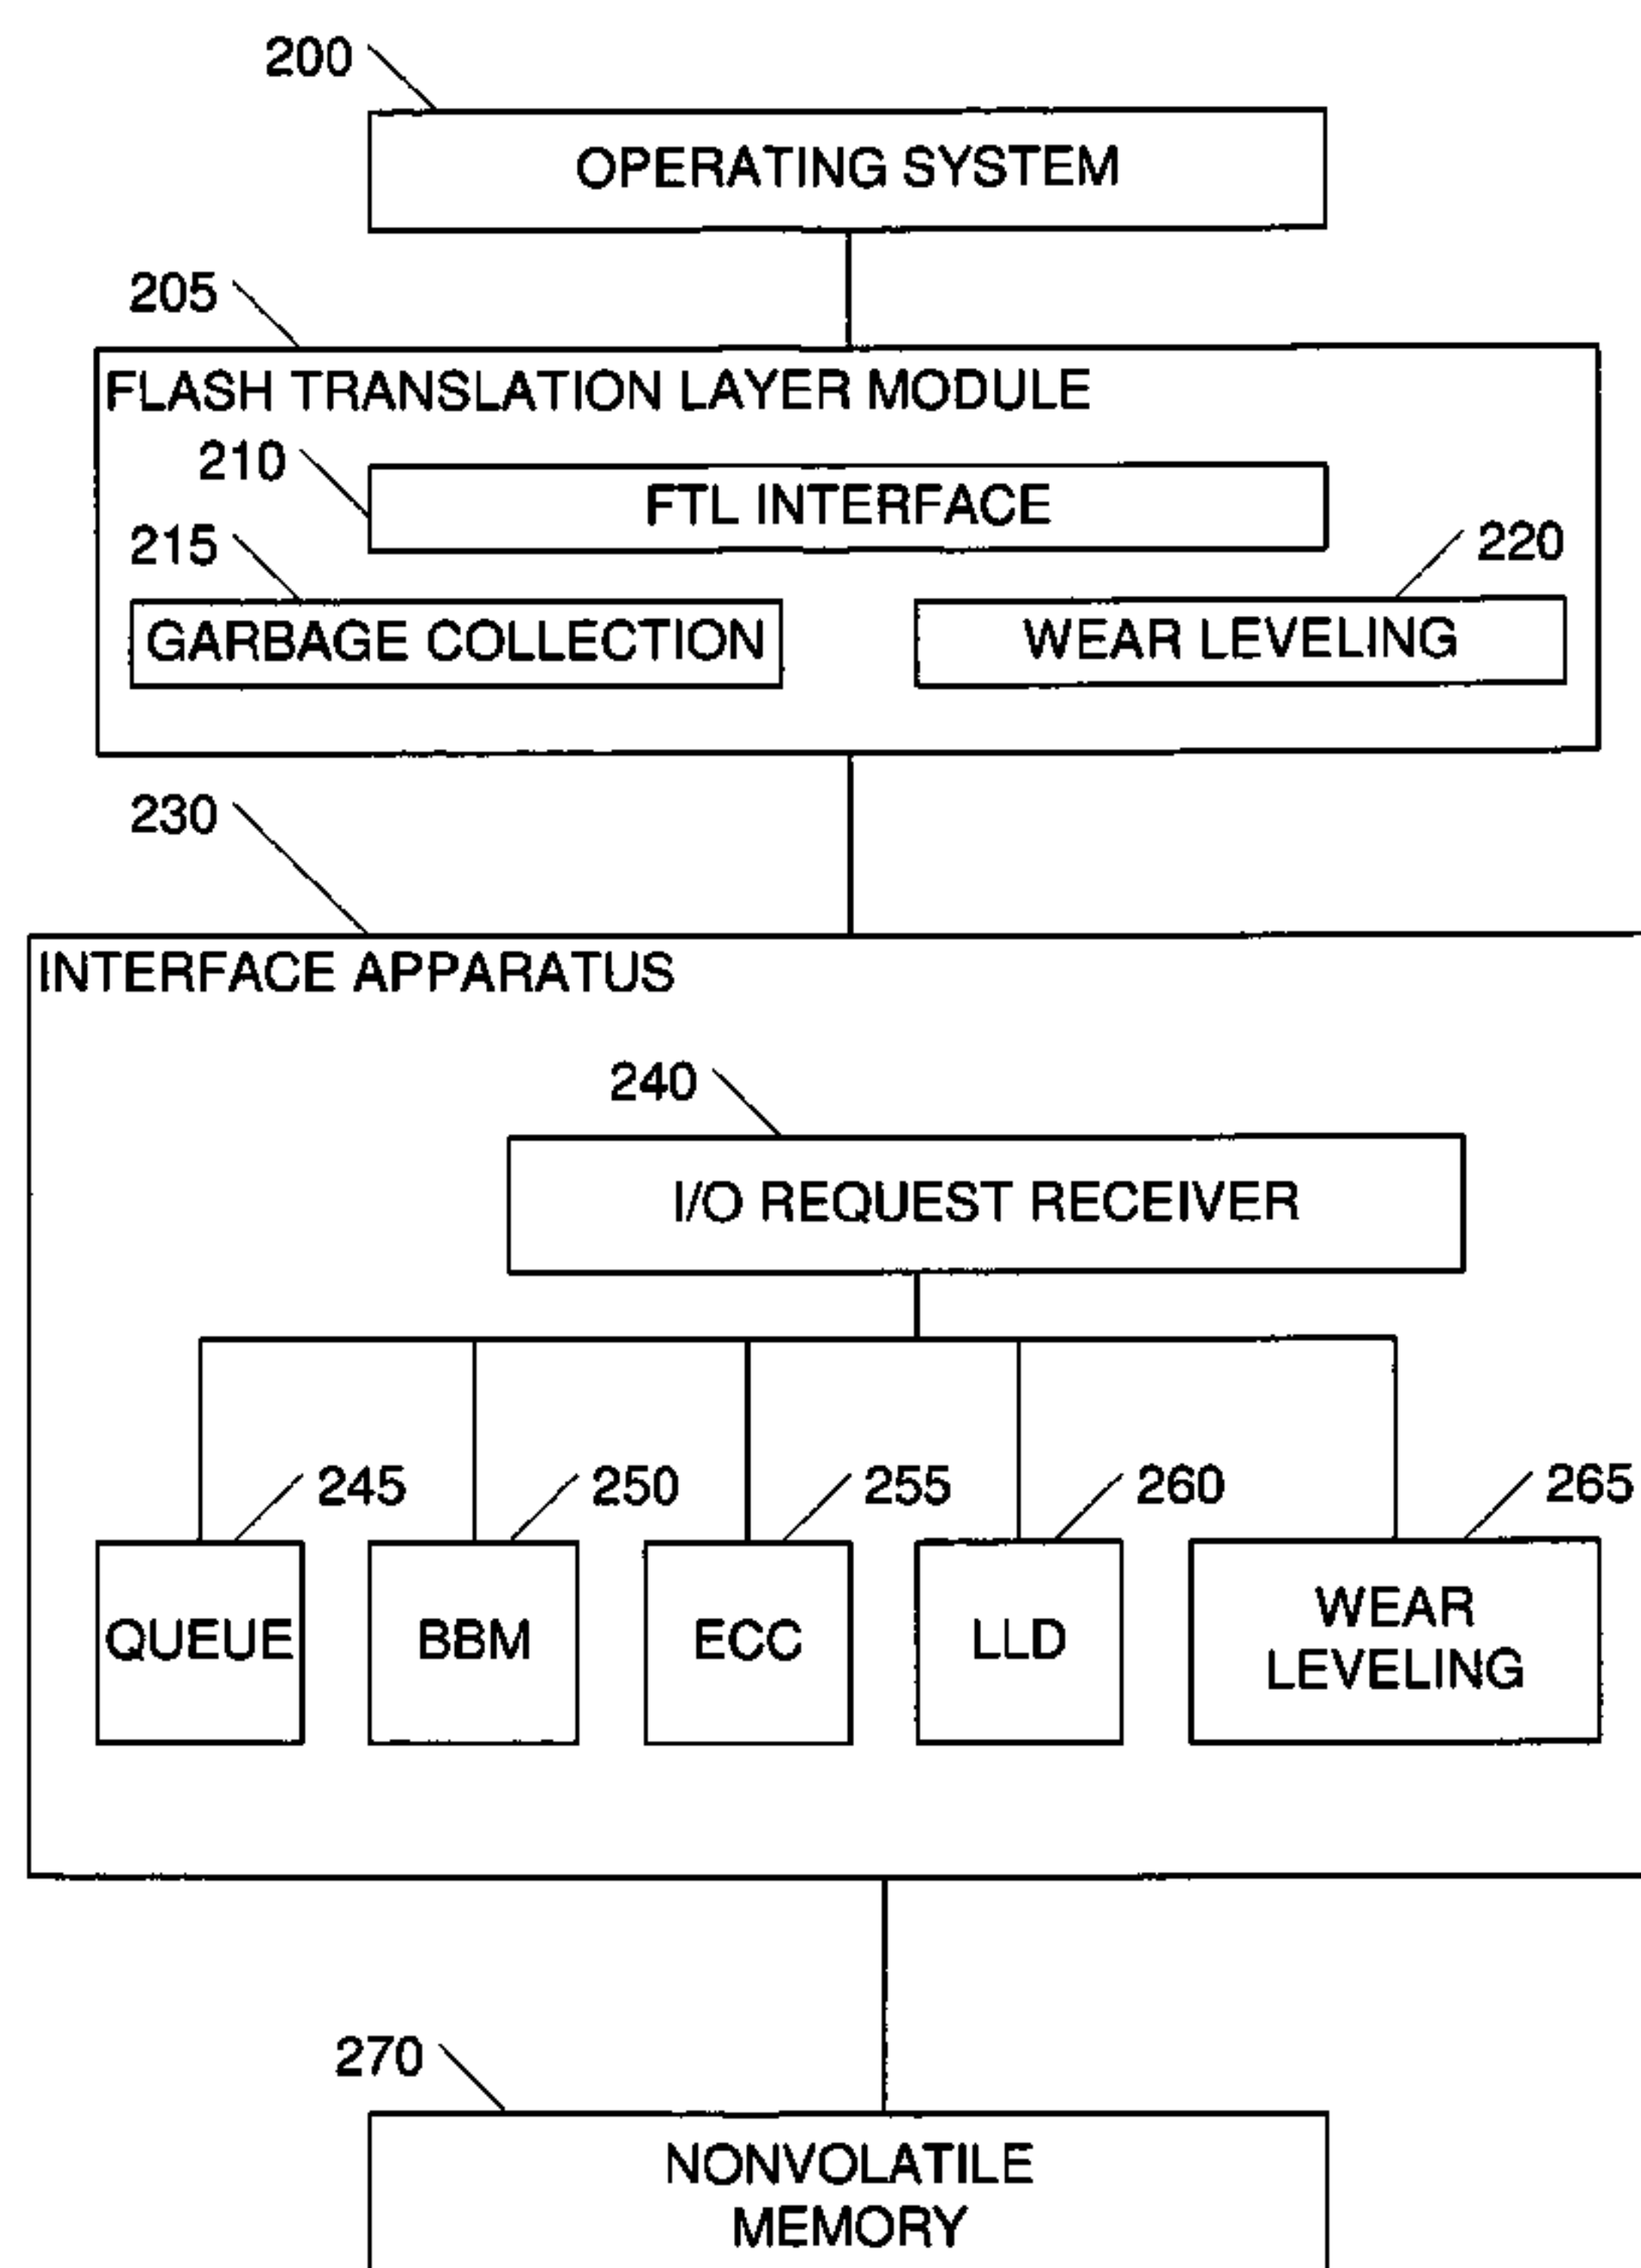 200
OPERATING SYSTEM
205
FLASH TRANSLATION LAYER MODULE
210
FTL INTERFACE
215
220
GARBAGE COLLECTION
WEAR LEVELING
230
INTERFACE APPARATUS
240
I/O REQUEST RECEIVER
245
250
255
260
265
QUEUE
BBM
ECC
LLD
WEAR
LEVELING
270
NONVOLATILE
MEMORY